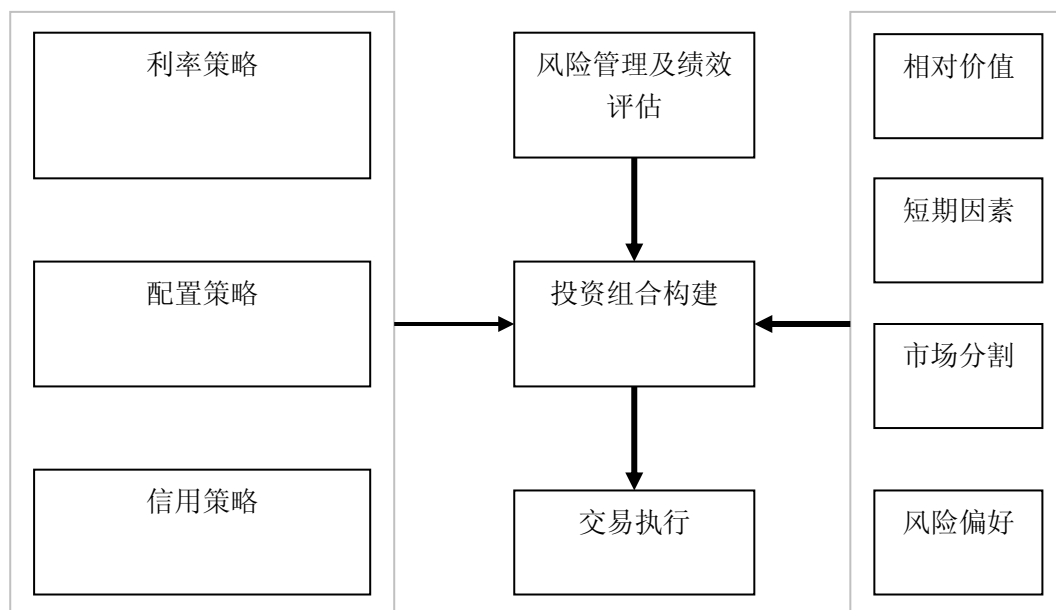 利率策略
配置策略
信用策略
风险管理及绩效
评估
投资组合构建
交易执行
相对价值
短期因素
市场分割
风险偏好